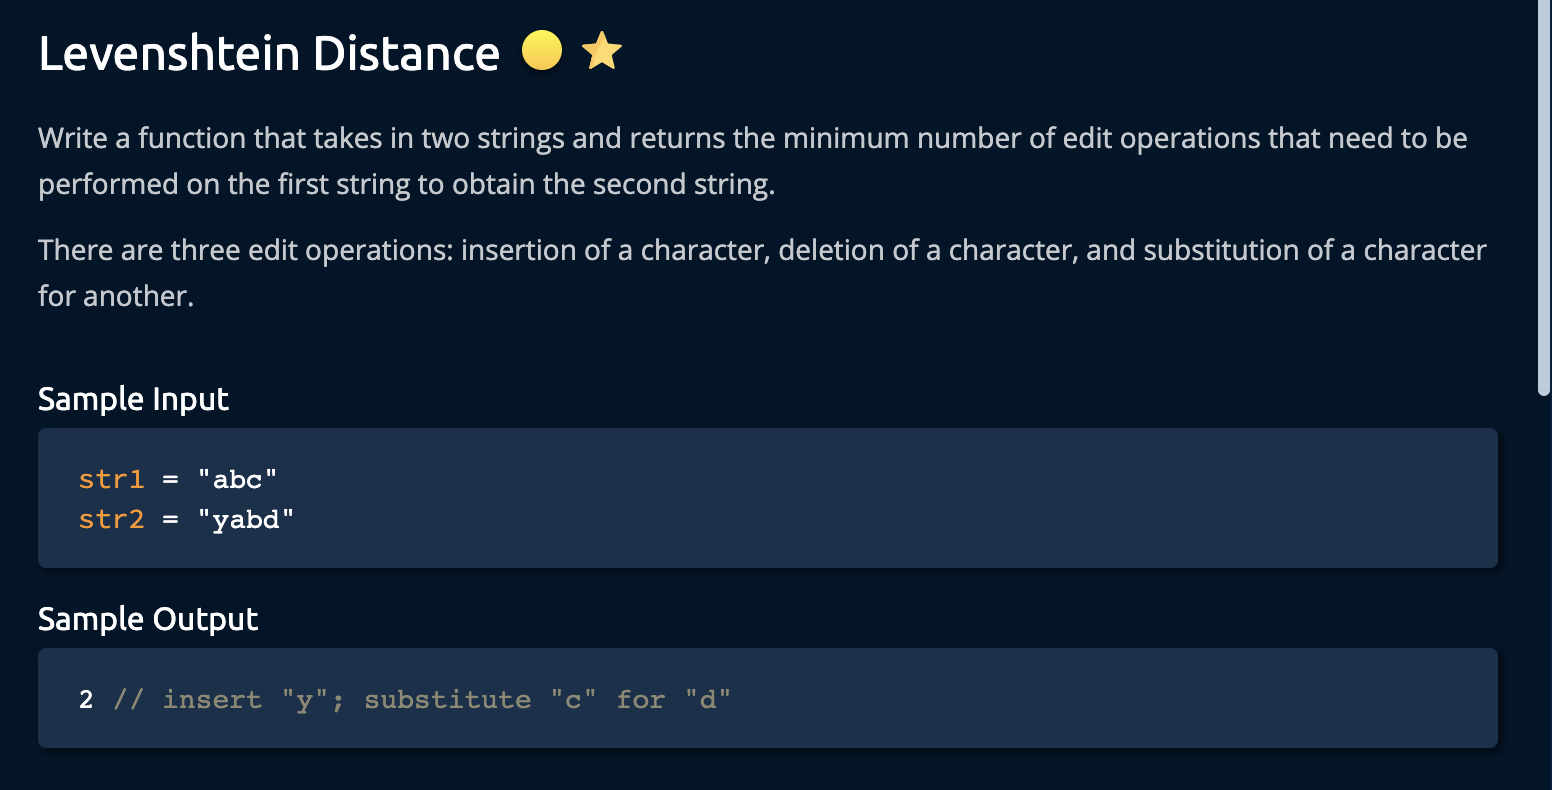 Levenshtein Distance
Write a function that takes in two strings and returns the minimum number of edit operations that need to be
performed on the first string to obtain the second string.
There are three edit operations: insertion of a character, deletion of a character, and substitution of a character
for another.
Sample Input
str1 = "abc"
str2 = "yabd"
Sample Output
2 // insert "y"; substitute "c" for "d"